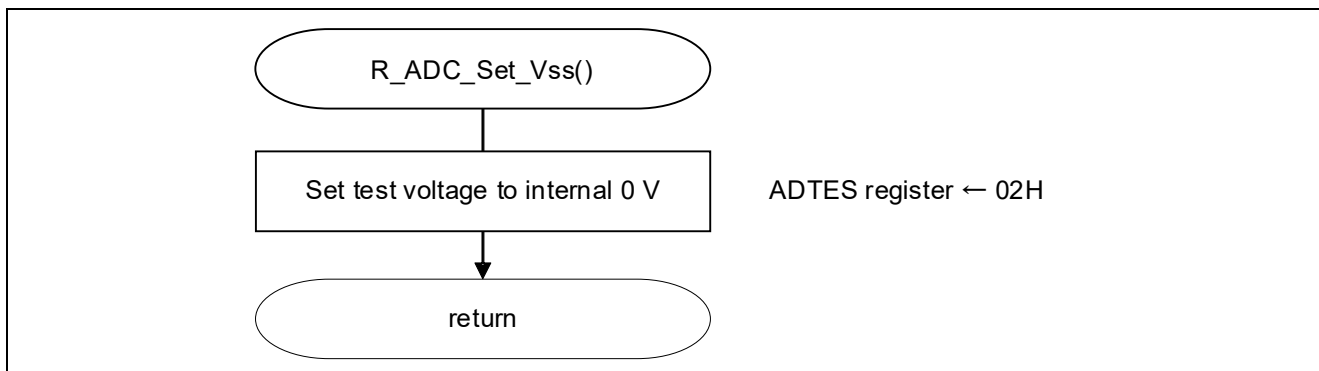 R_ADC_Set_Vss()
Set test voltage to internal 0 V
ADTES register ← 02H
return